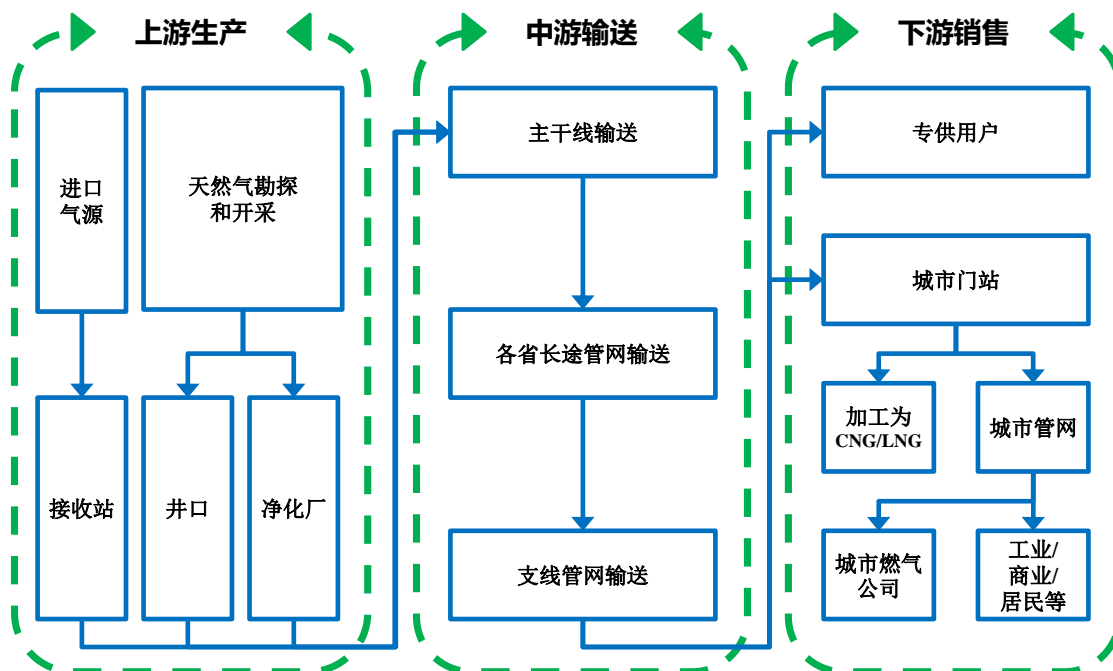 上游生产
进口
气源
天然气勘探
和开采
接收站
井口
净化厂
中游输送
主干线输送
各省长途管网输送
支线管网输送
下游销售
专供用户
城市门站
加工为
CNG/LNG
城市管网
城市燃气
公司
工业/
商业/
居民等